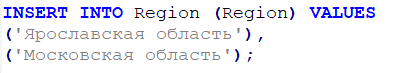 INSERT INTO Region (Region) VALUES
('Ярославская область'),
('Московская область');